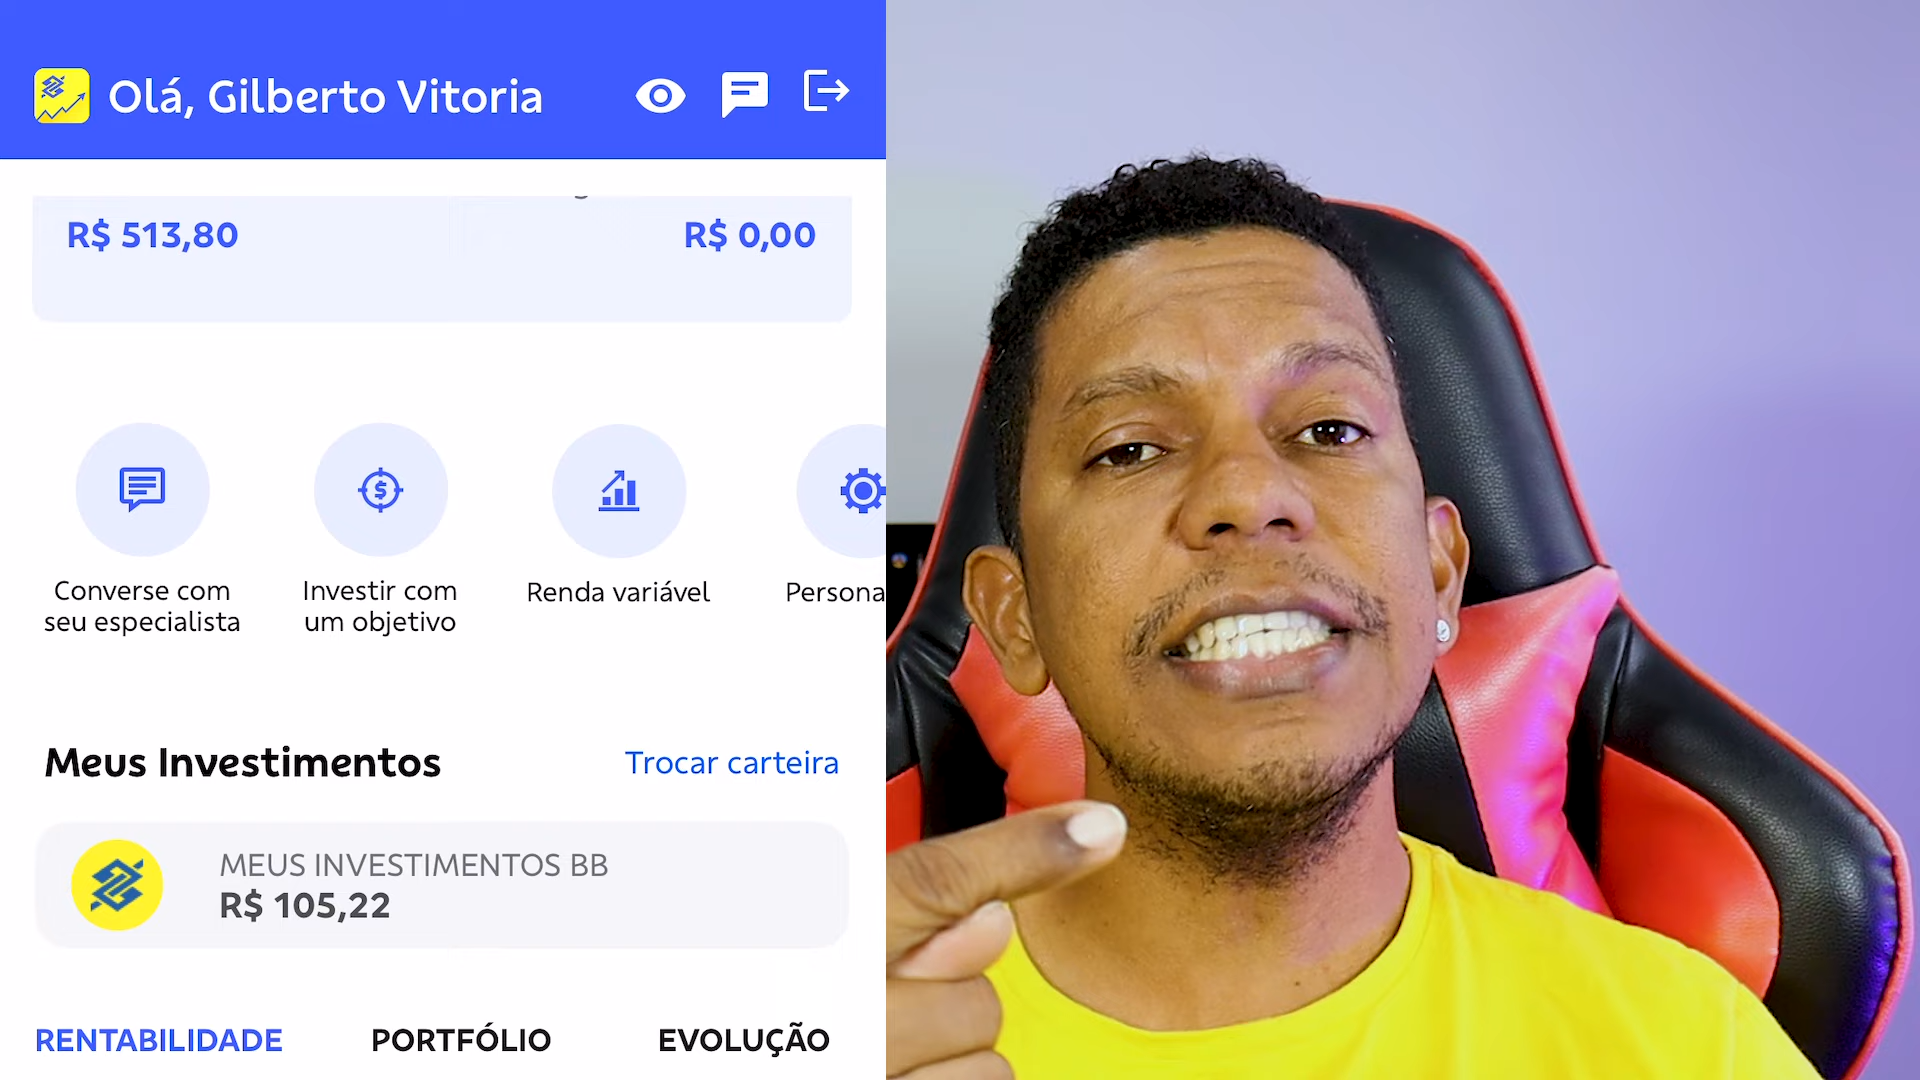 Olá, Gilberto Vitoria
R$ 513,80
R$ 0,00
Converse com
seu especialista
Investir com
um objetivo
Renda variável
Persona
Meus Investimentos
Trocar carteira
MEUS INVESTIMENTOS BB
R$ 105,22
RENTABILIDADE
PORTFÓLIO
EVOLUÇÃO